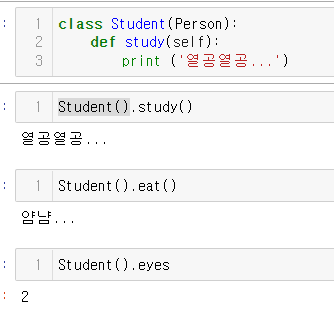 1 class Student(Person):
2 def study(self):
3 print ('열공열공...')
1 Student().study()
열공열공...
1 Student().eat()
얌냠...
1 Student().eyes
2